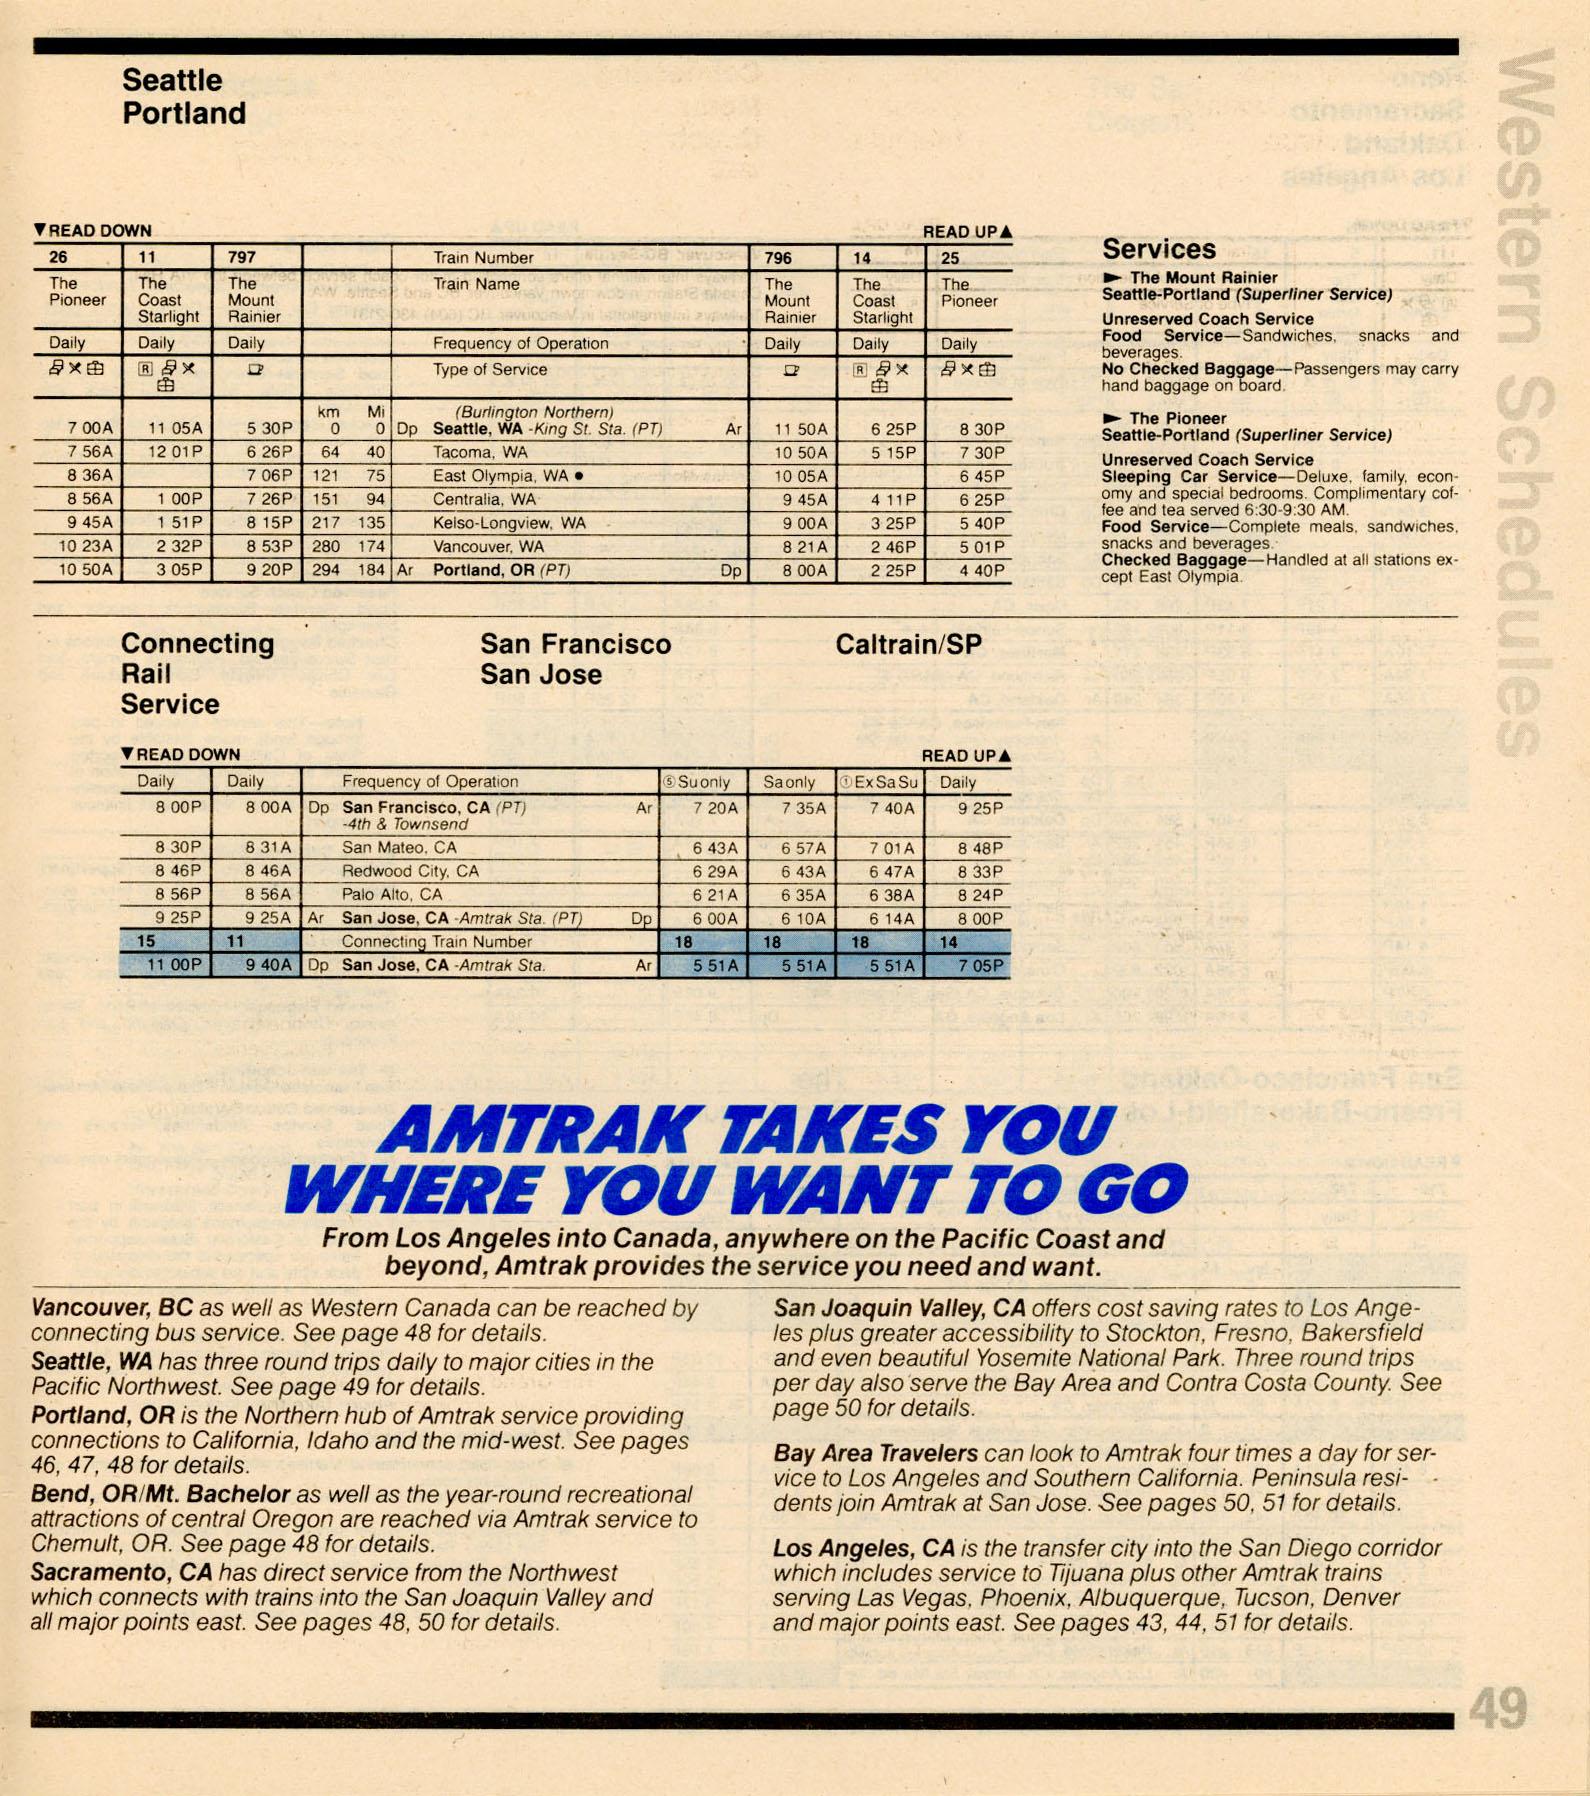 Seattle
Portland
Western Schedules
▼READ DOWN READ UP▲
26 11 797 Train Number 796 14 25
The Pioneer The Coast Starlight The Mount Rainier Train Name The Mount Rainier The Coast Starlight The Pioneer
Daily Daily Daily Frequency of Operation Daily Daily Daily
R Type of Service R
km Mi (Burlington Northern)
7 00A 11 05A 5 30P 0 0 Dp Seattle, WA -King St. Sta. (PT) Ar 11 50A 6 25P 8 30P
7 56A 12 01P 6 26P 64 40 Tacoma, WA 10 50A 5 15P 7 30P
8 36A 7 06P 121 75 East Olympia, WA ● 10 05A 6 45P
8 56A 1 00P 7 26P 151 94 Centralia, WA 9 45A 4 11P 6 25P
9 45A 1 51P 8 15P 217 135 Kelso-Longview, WA 9 00A 3 25P 5 40P
10 23A 2 32P 8 53P 280 174 Vancouver, WA 8 21A 2 46P 5 01P
10 50A 3 05P 9 20P 294 184 Ar Portland, OR (PT) Dp 8 00A 2 25P 4 40P
Services
► The Mount Rainier
Seattle-Portland (Superliner Service)
Unreserved Coach Service
Food Service—Sandwiches, snacks and
beverages.
No Checked Baggage—Passengers may carry
hand baggage on board.
► The Pioneer
Seattle-Portland (Superliner Service)
Unreserved Coach Service
Sleeping Car Service—Deluxe, family, econ-
omy and special bedrooms. Complimentary cof-
fee and tea served 6:30-9:30 AM.
Food Service—Complete meals, sandwiches,
snacks and beverages.
Checked Baggage—Handled at all stations ex-
cept East Olympia.
Connecting
Rail
Service
San Francisco
San Jose
Caltrain/SP
▼READ DOWN READ UP▲
Daily Daily Frequency of Operation ⑤Su only Sa only ①Ex Sa Su Daily
8 00P 8 00A Dp San Francisco, CA (PT) Ar 7 20A 7 35A 7 40A 9 25P
-4th & Townsend
8 30P 8 31A San Mateo, CA 6 43A 6 57A 7 01A 8 48P
8 46P 8 46A Redwood City, CA 6 29A 6 43A 6 47A 8 33P
8 56P 8 56A Palo Alto, CA 6 21A 6 35A 6 38A 8 24P
9 25P 9 25A Ar San Jose, CA -Amtrak Sta. (PT) Dp 6 00A 6 10A 6 14A 8 00P
15 11 Connecting Train Number 18 18 18 14
11 00P 9 40A Dp San Jose, CA -Amtrak Sta. Ar 5 51A 5 51A 5 51A 7 05P
AMTRAK TAKES YOU
WHERE YOU WANT TO GO
From Los Angeles into Canada, anywhere on the Pacific Coast and
beyond, Amtrak provides the service you need and want.
Vancouver, BC as well as Western Canada can be reached by
connecting bus service. See page 48 for details.
Seattle, WA has three round trips daily to major cities in the
Pacific Northwest. See page 49 for details.
Portland, OR is the Northern hub of Amtrak service providing
connections to California, Idaho and the mid-west. See pages
46, 47, 48 for details.
Bend, OR/Mt. Bachelor as well as the year-round recreational
attractions of central Oregon are reached via Amtrak service to
Chemult, OR. See page 48 for details.
Sacramento, CA has direct service from the Northwest
which connects with trains into the San Joaquin Valley and
all major points east. See pages 48, 50 for details.
San Joaquin Valley, CA offers cost saving rates to Los Ange-
les plus greater accessibility to Stockton, Fresno, Bakersfield
and even beautiful Yosemite National Park. Three round trips
per day also serve the Bay Area and Contra Costa County. See
page 50 for details.
Bay Area Travelers can look to Amtrak four times a day for ser-
vice to Los Angeles and Southern California. Peninsula resi-
dents join Amtrak at San Jose. See pages 50, 51 for details.
Los Angeles, CA is the transfer city into the San Diego corridor
which includes service to Tijuana plus other Amtrak trains
serving Las Vegas, Phoenix, Albuquerque, Tucson, Denver
and major points east. See pages 43, 44, 51 for details.
49